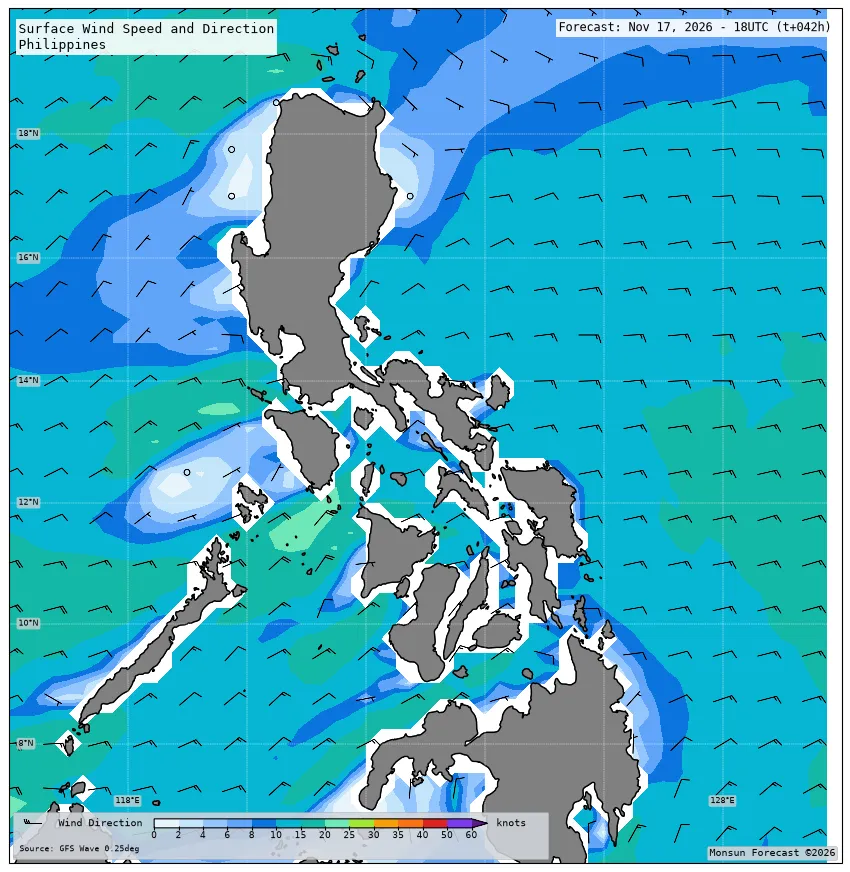 Surface Wind Speed and Direction
Philippines
Forecast: Nov 17, 2026 - 18UTC (t+042h)
18°N
16°N
14°N
12°N
10°N
8°N
118°E
128°E
Wind Direction
knots
0 2 4 6 8 10 15 20 25 30 35 40 50 60
Source: GFS Wave 0.25deg
Monsun Forecast ©2026